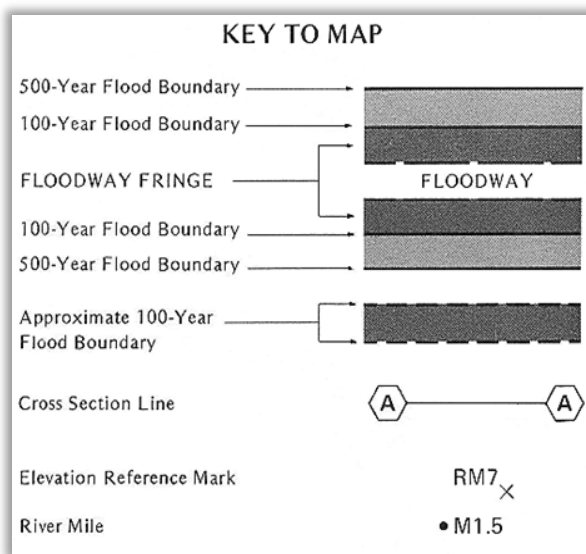 KEY TO MAP
500-Year Flood Boundary
100-Year Flood Boundary
FLOODWAY FRINGE
FLOODWAY
100-Year Flood Boundary
500-Year Flood Boundary
Approximate 100-Year
Flood Boundary
Cross Section Line
A
A
Elevation Reference Mark
RM7
River Mile
M1.5